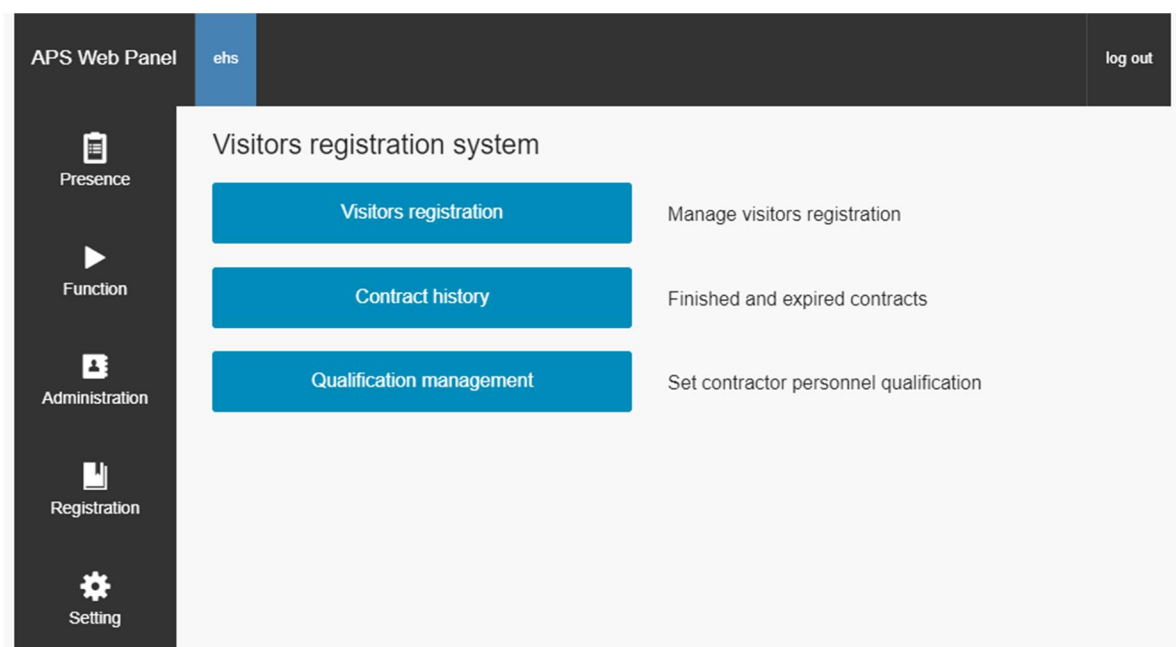 APS Web Panel
ehs
log out
Presence
Function
Administration
Registration
Setting
Visitors registration system
Visitors registration
Manage visitors registration
Contract history
Finished and expired contracts
Qualification management
Set contractor personnel qualification